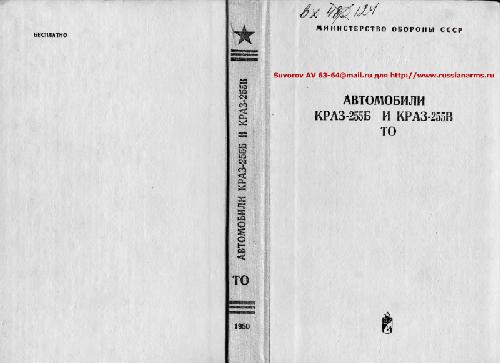 БЕСПЛАТНО
АВТОМОБИЛИ КРАЗ-255Б И КРАЗ-255В
ТО
1980
Вх 482 124
МИНИСТЕРСТВО ОБОРОНЫ СССР
Suvorov AV 63-64@mail.ru для http://www.russianarms.ru
АВТОМОБИЛИ
КРАЗ-255Б И КРАЗ-255В
ТО